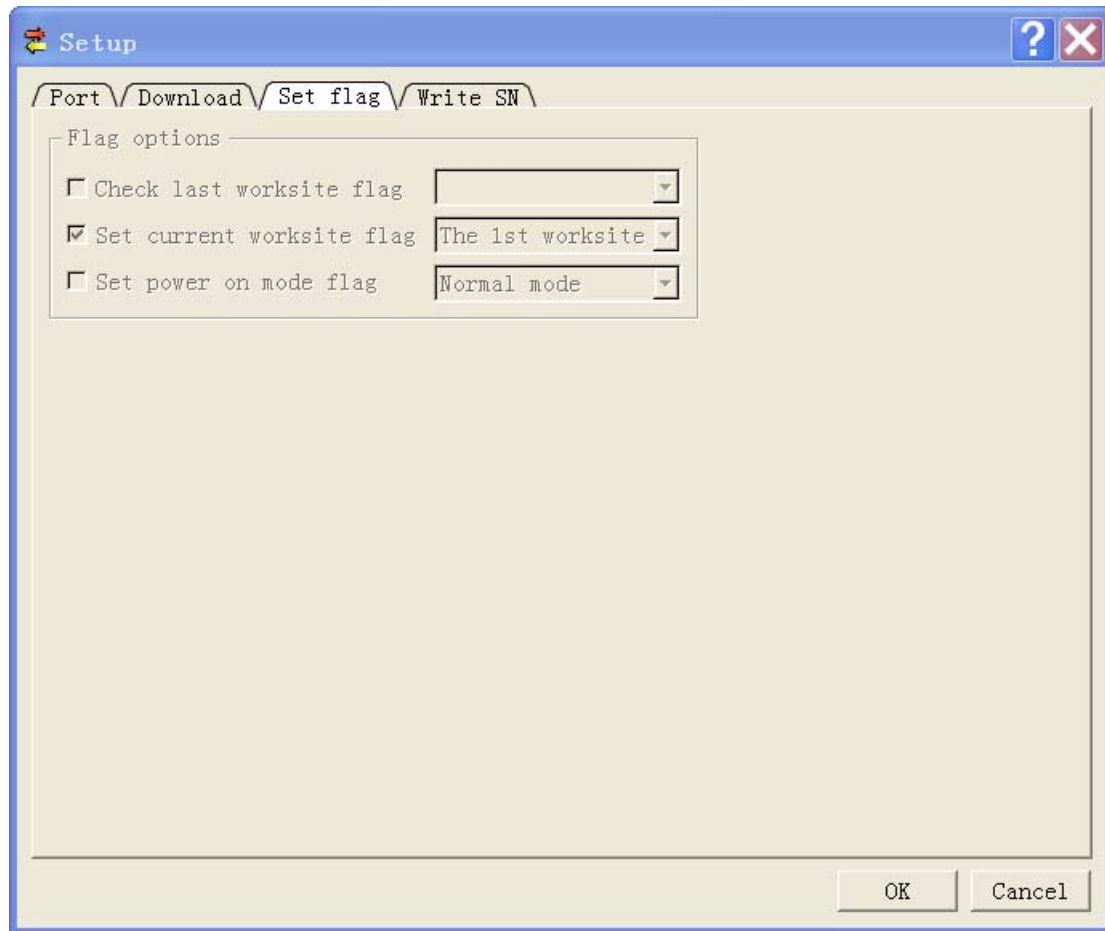 Setup
Port Download Set flag Write SN
Flag options
Check last worksite flag
Set current worksite flag The 1st worksite
Set power on mode flag Normal mode
OK Cancel